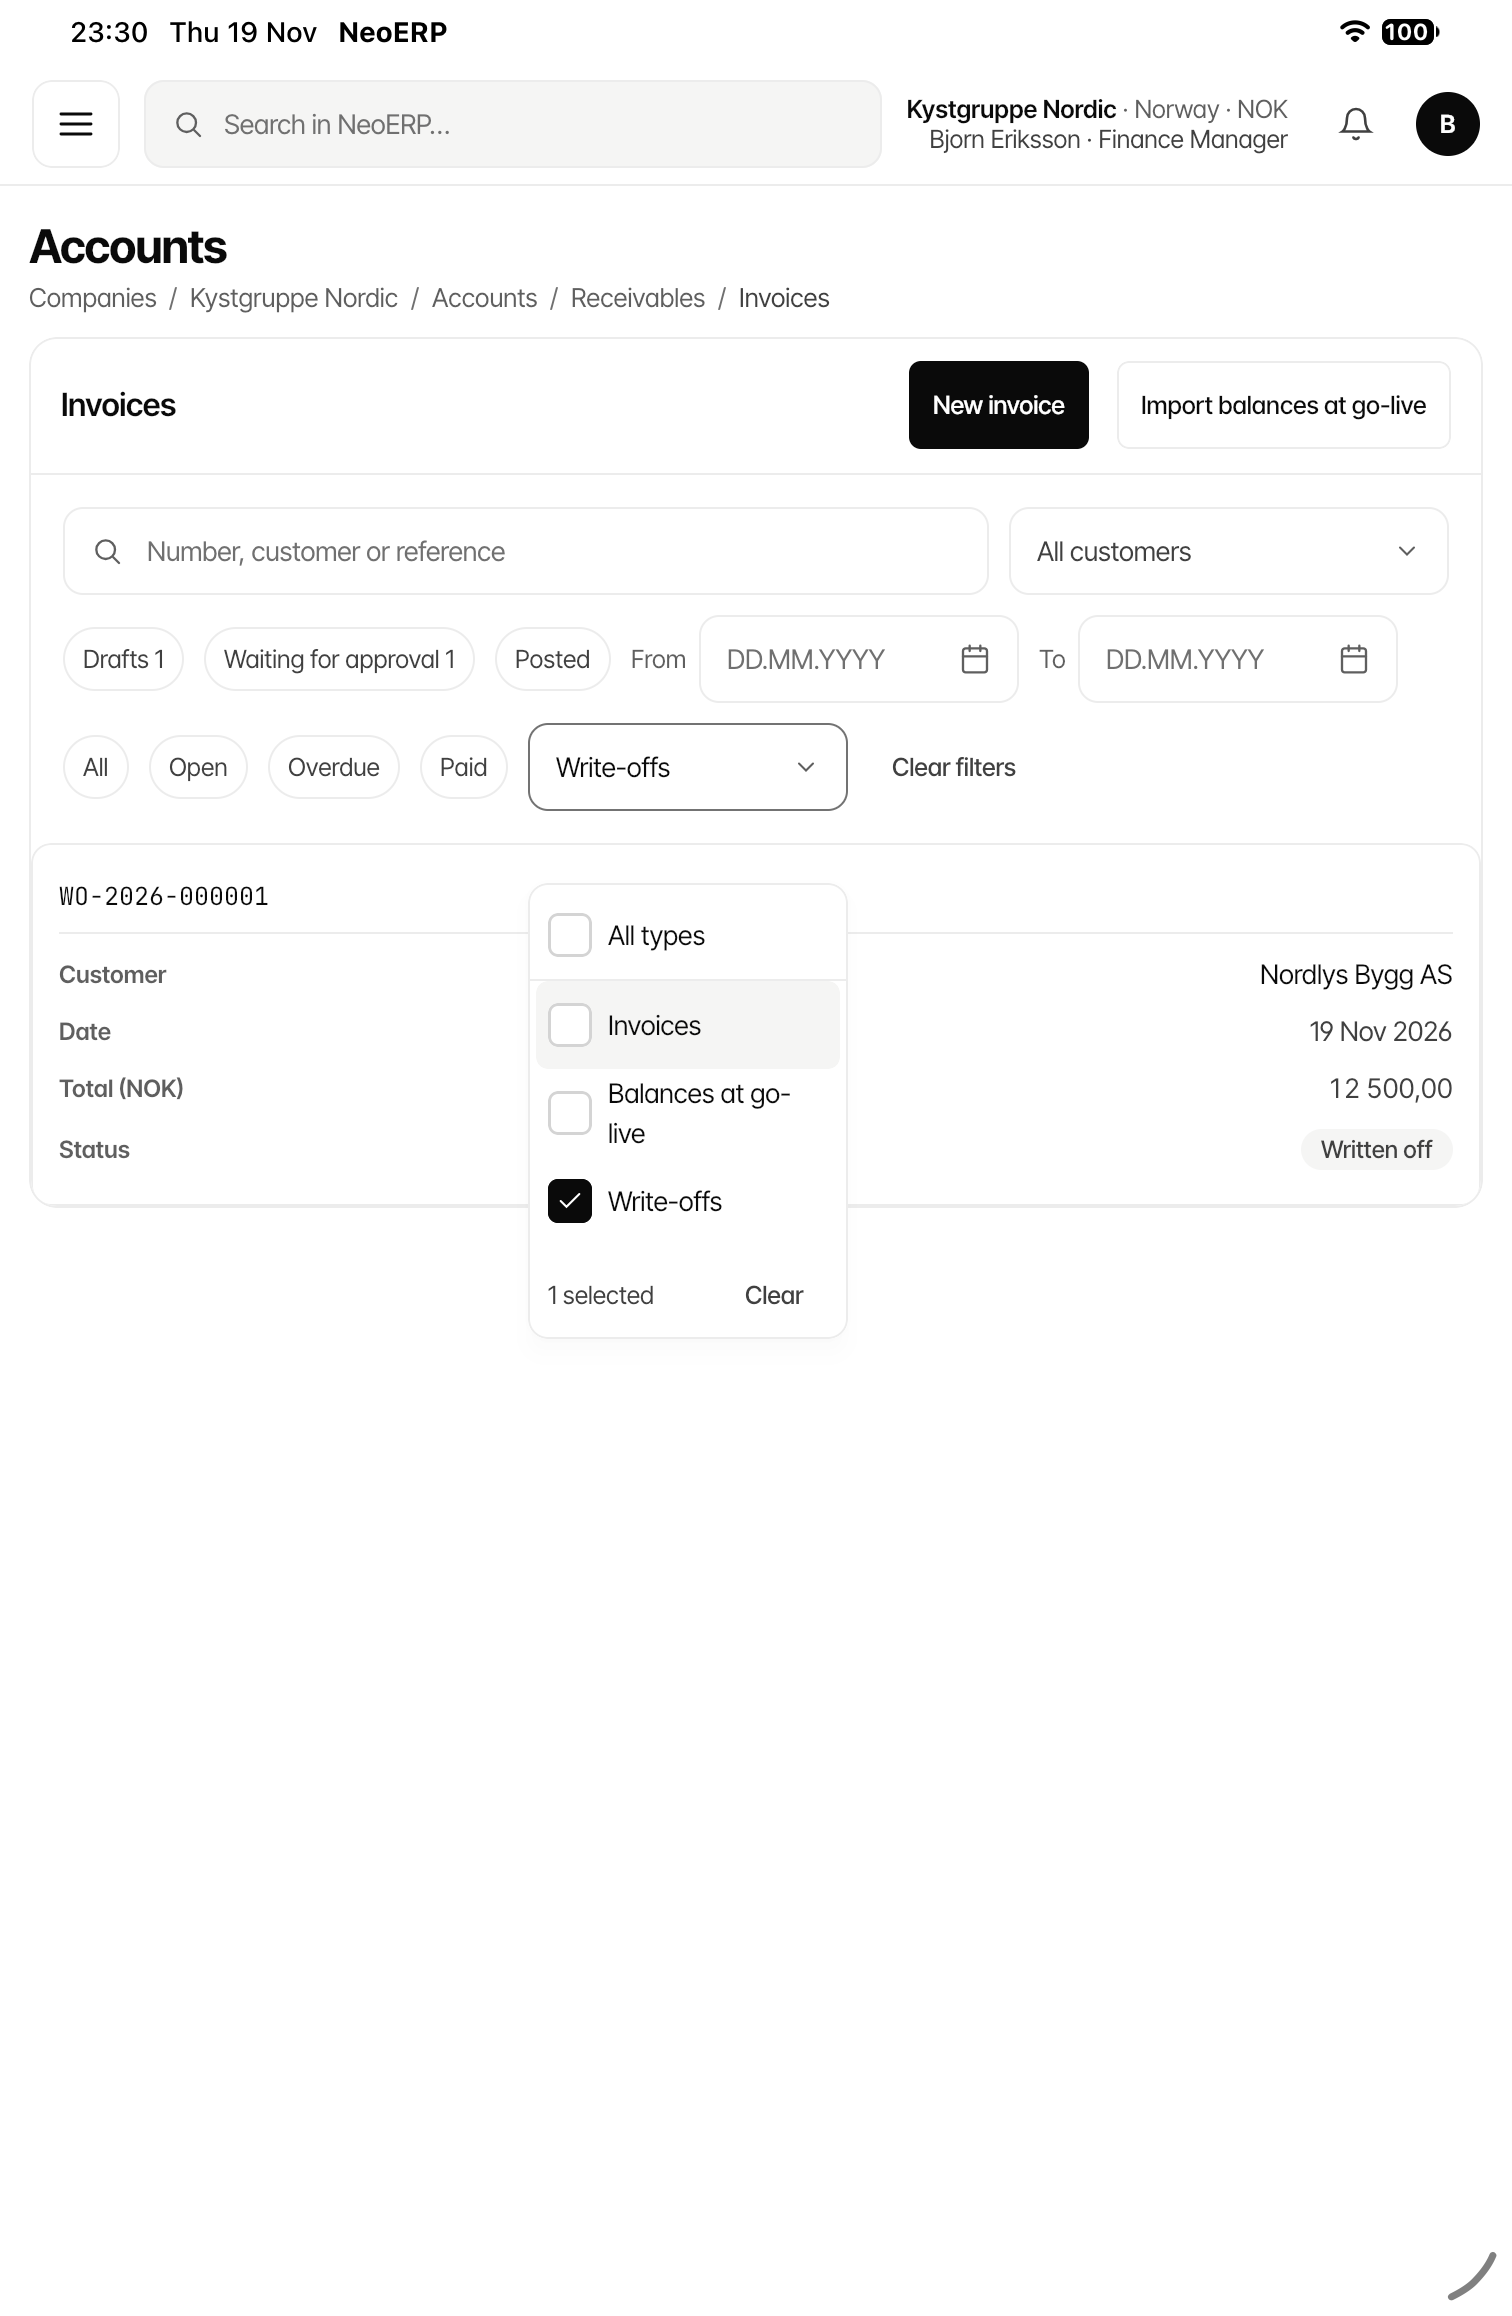 23:30 Thu 19 Nov NeoERP
100
Search in NeoERP...
Kystgruppe Nordic · Norway · NOK
Bjorn Eriksson · Finance Manager
B
Accounts
Companies / Kystgruppe Nordic / Accounts / Receivables / Invoices
Invoices
New invoice
Import balances at go-live
Number, customer or reference
All customers
Drafts 1
Waiting for approval 1
Posted
From
DD.MM.YYYY
To
DD.MM.YYYY
All
Open
Overdue
Paid
Write-offs
Clear filters
WO-2026-000001
Customer
Nordlys Bygg AS
Date
19 Nov 2026
Total (NOK)
12 500,00
Status
Written off
All types
Invoices
Balances at go-
live
Write-offs
1 selected
Clear